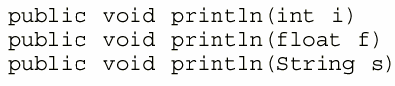 public void println(int i)
public void println(float f)
public void println(String s)